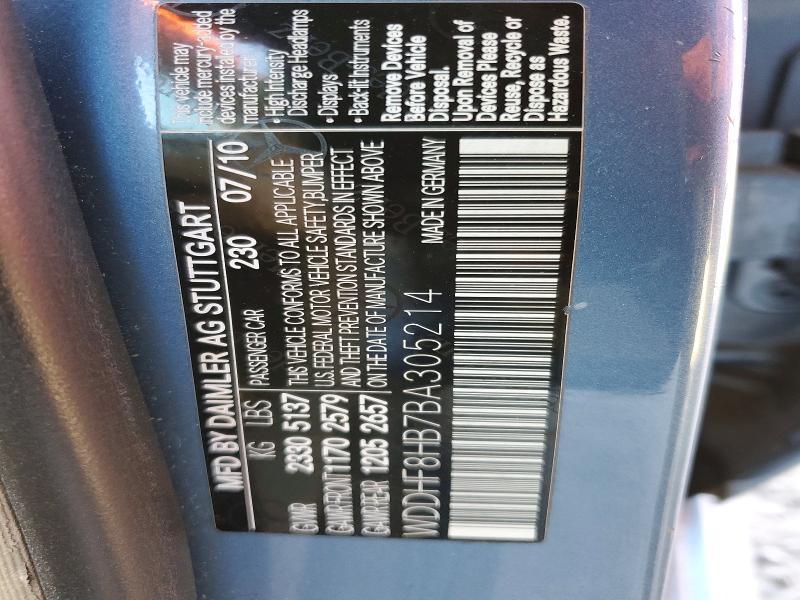 MFD BY DAIMLER AG STUTTGART
KG LBS PASSENGER CAR 230 07/10
GVWR 2330 5137 THIS VEHICLE CONFORMS TO ALL APPLICABLE
GAWR-FRONT 1170 2579 U.S. FEDERAL MOTOR VEHICLE SAFETY,BUMPER
AND THEFT PREVENTION STANDARDS IN EFFECT
GAWR-REAR 1205 2657 ON THE DATE OF MANUFACTURE SHOWN ABOVE
WDDHF8HB7BA305214 MADE IN GERMANY
This vehicle may
include mercury-added
devices installed by the
manufacturer:
• High Intensity
Discharge Headlamps
• Displays
• Back-lit Instruments
Remove Devices
Before Vehicle
Disposal.
Upon Removal of
Devices Please
Reuse, Recycle or
Dispose as
Hazardous Waste.